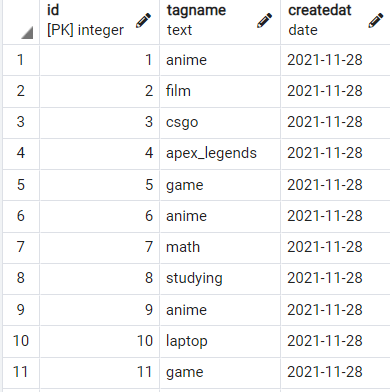 id tagname createdat
[PK] integer text date
1 1 anime 2021-11-28
2 2 film 2021-11-28
3 3 csgo 2021-11-28
4 4 apex_legends 2021-11-28
5 5 game 2021-11-28
6 6 anime 2021-11-28
7 7 math 2021-11-28
8 8 studying 2021-11-28
9 9 anime 2021-11-28
10 10 laptop 2021-11-28
11 11 game 2021-11-28